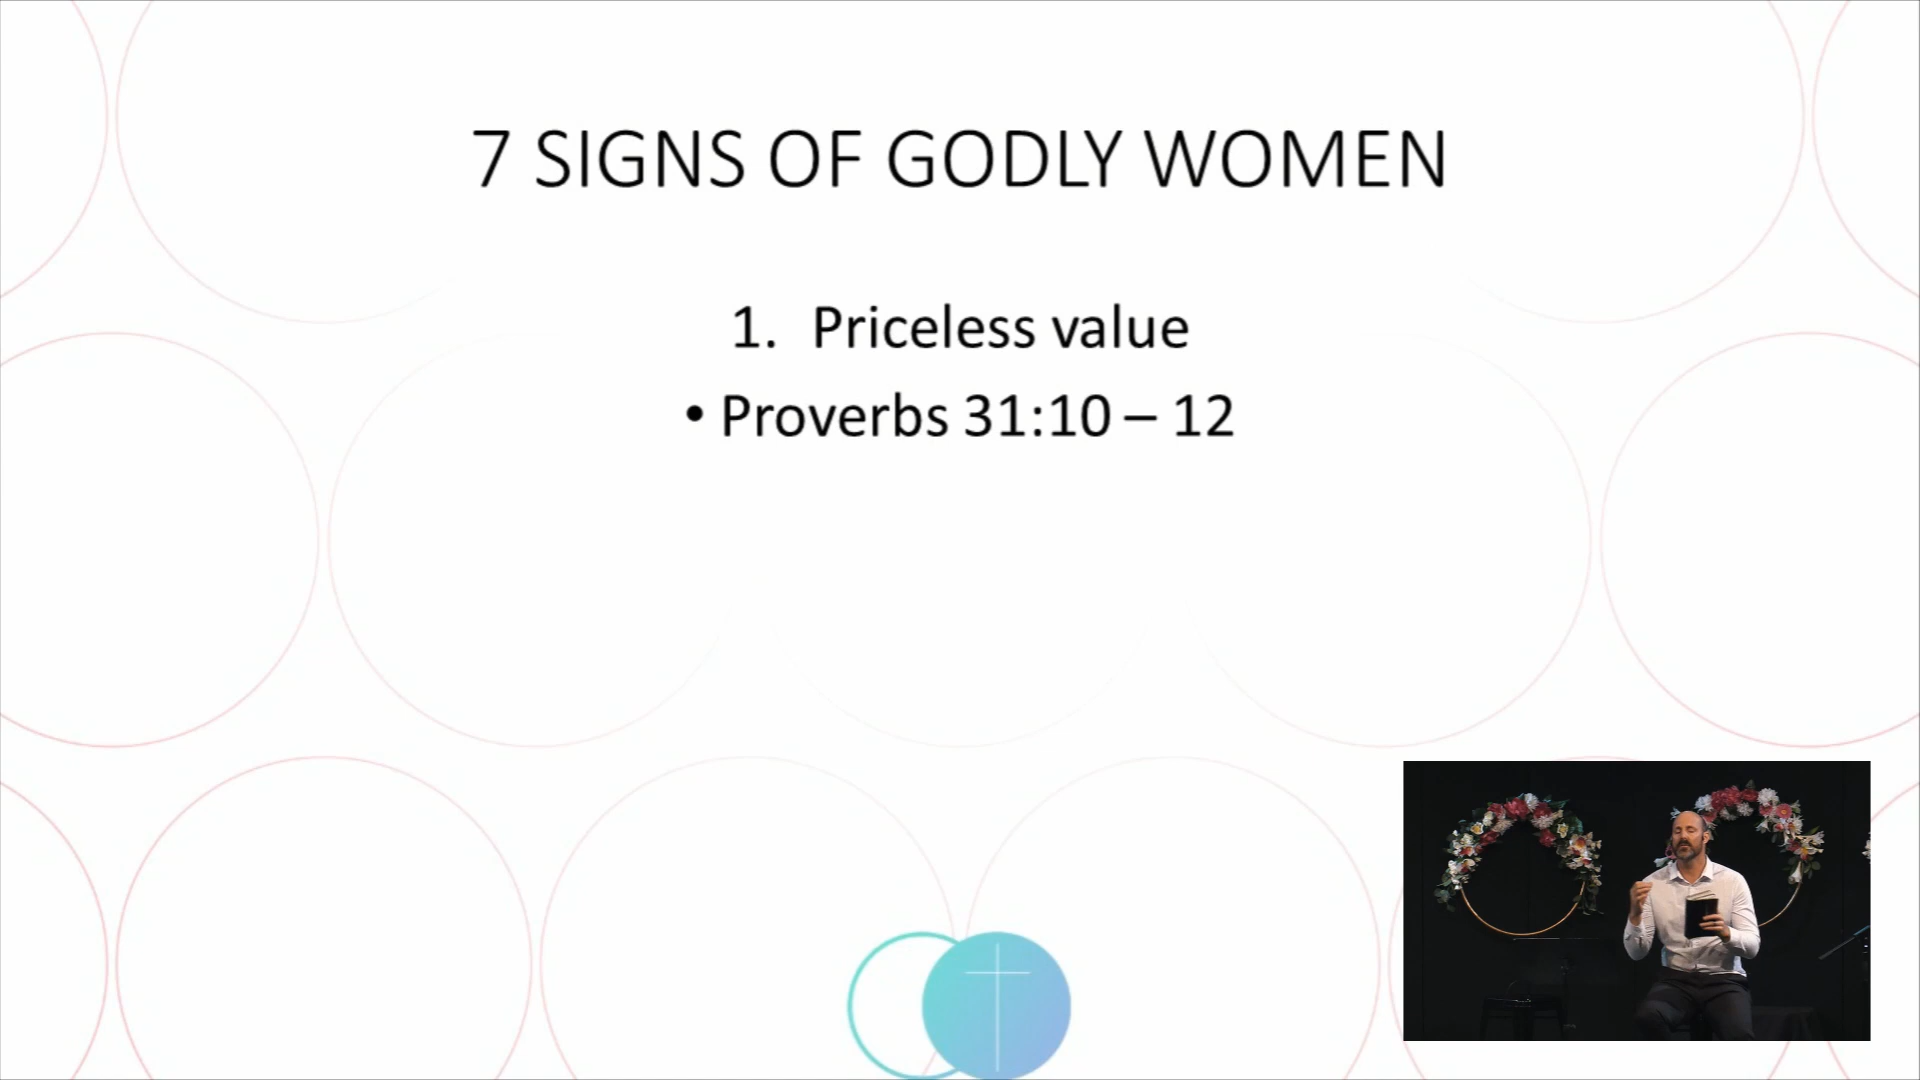 7 SIGNS OF GODLY WOMEN
1. Priceless value
• Proverbs 31:10 – 12